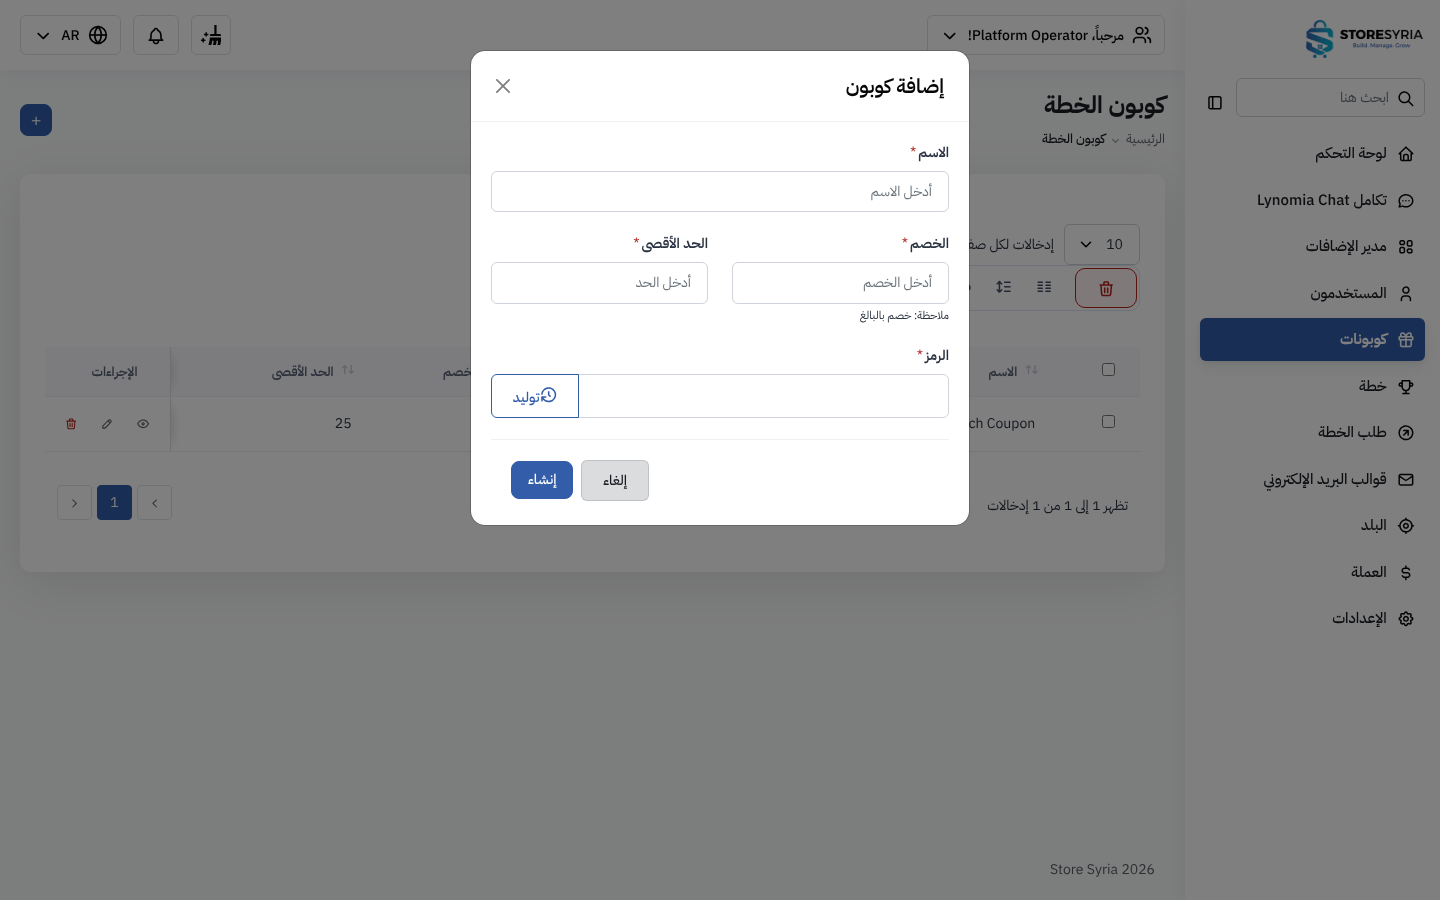 STORESYRIA
Build. Manage. Grow
ابحث هنا
لوحة التحكم
تكامل Lynomia Chat
مدير الإضافات
المستخدمون
كوبونات
خطة
طلب الخطة
قوالب البريد الإلكتروني
البلد
العملة
الإعدادات
مرحباً، Platform Operator!
AR
كوبون الخطة
الرئيسية
كوبون الخطة
+
10
إدخالات لكل
الاسم
الحد الأقصى
الإجراءات
Coupon
25
تظهر 1 إلى 1 من 1 إدخالات
1
إضافة كوبون
الاسم *
أدخل الاسم
الخصم *
الحد الأقصى *
أدخل الخصم
أدخل الحد
ملاحظة: خصم بالبالغ
الرمز *
توليد
إلغاء
إنشاء
Store Syria 2026